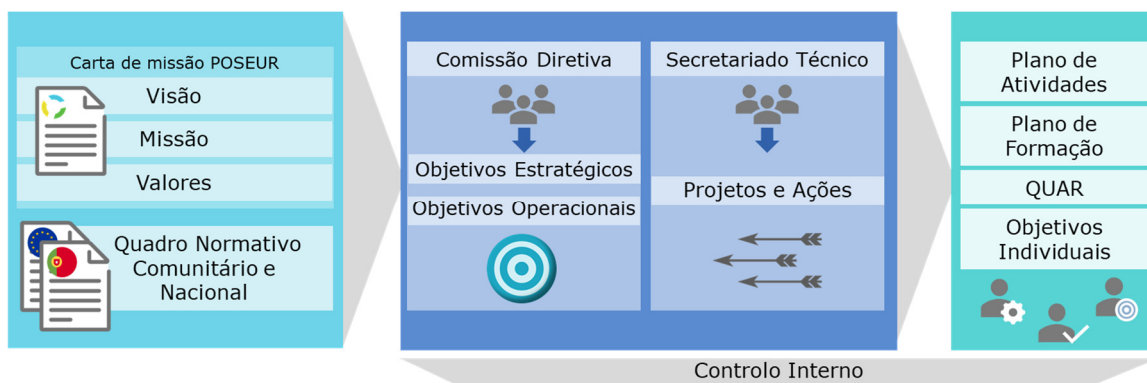 Carta de missão POSEUR
Visão
Missão
Valores
Quadro Normativo
Comunitário e
Nacional
Comissão Diretiva
Objetivos Estratégicos
Objetivos Operacionais
Secretariado Técnico
Projetos e Ações
Plano de
Atividades
Plano de
Formação
QUAR
Objetivos
Individuais
Controlo Interno